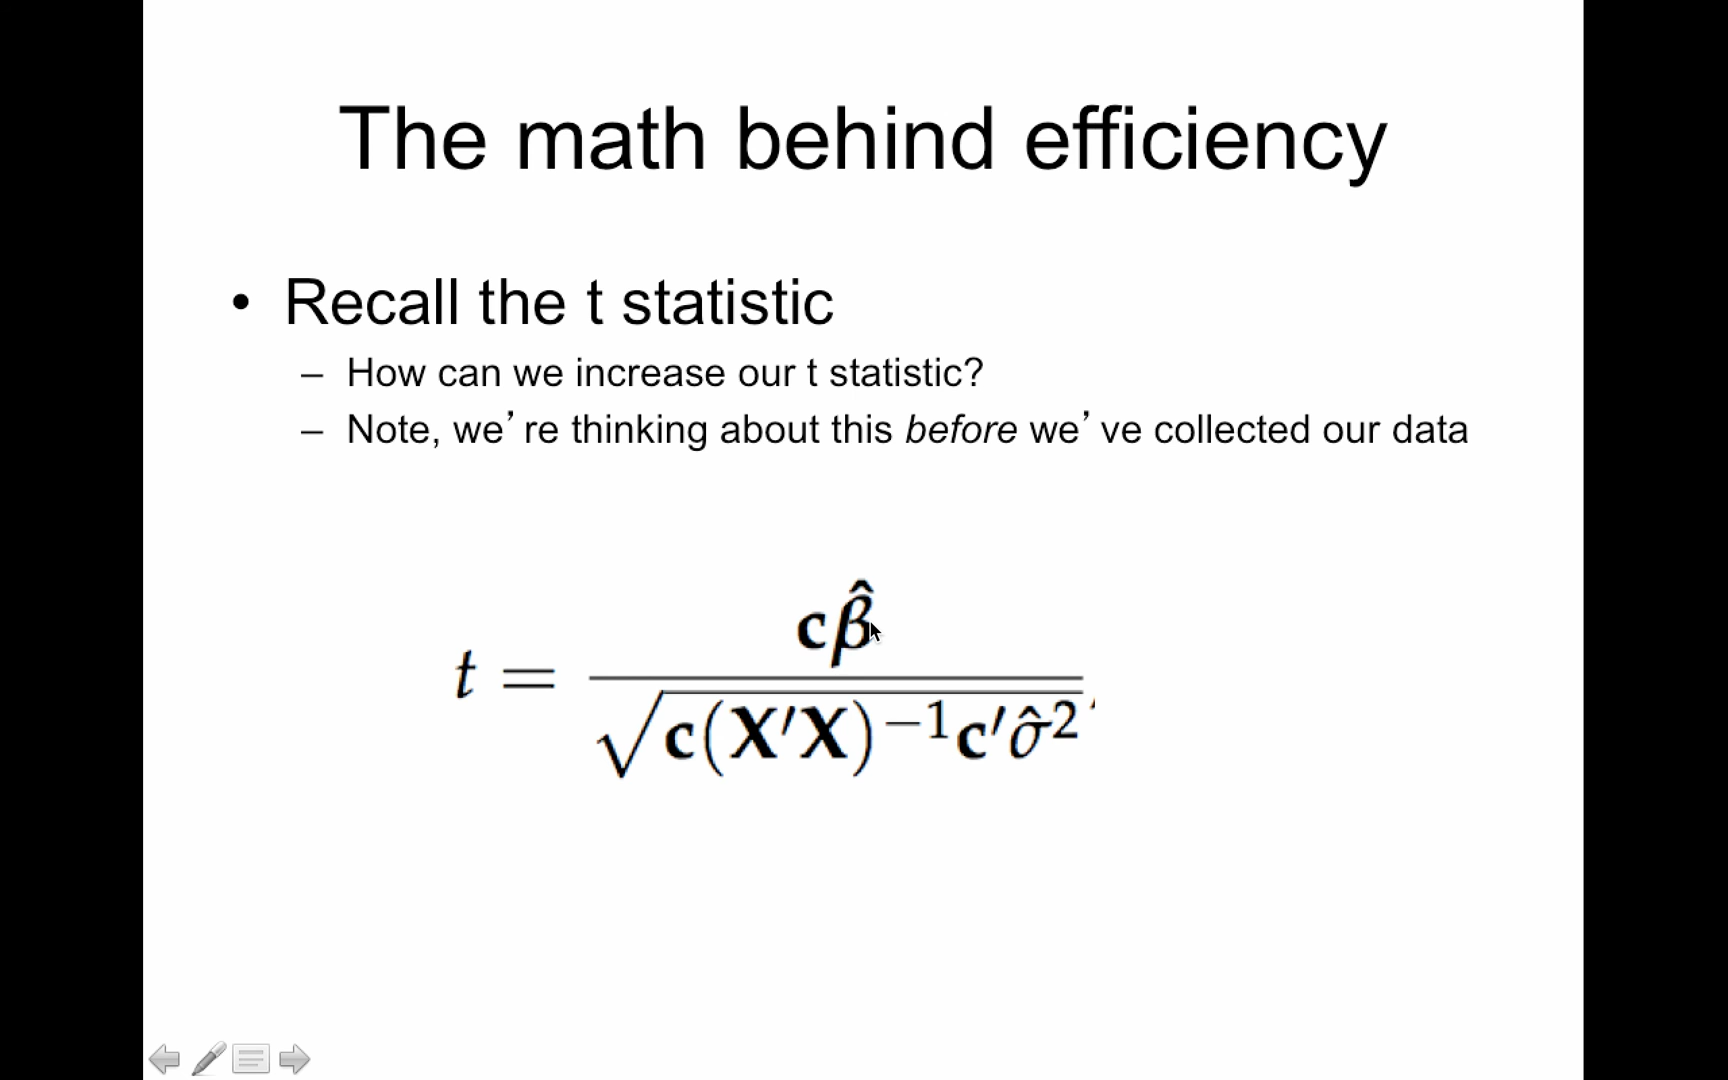 The math behind efficiency
• Recall the t statistic
– How can we increase our t statistic?
– Note, we’re thinking about this before we’ve collected our data
t = cβ̂ / √(c(X′X)⁻¹c′σ̂²) ,